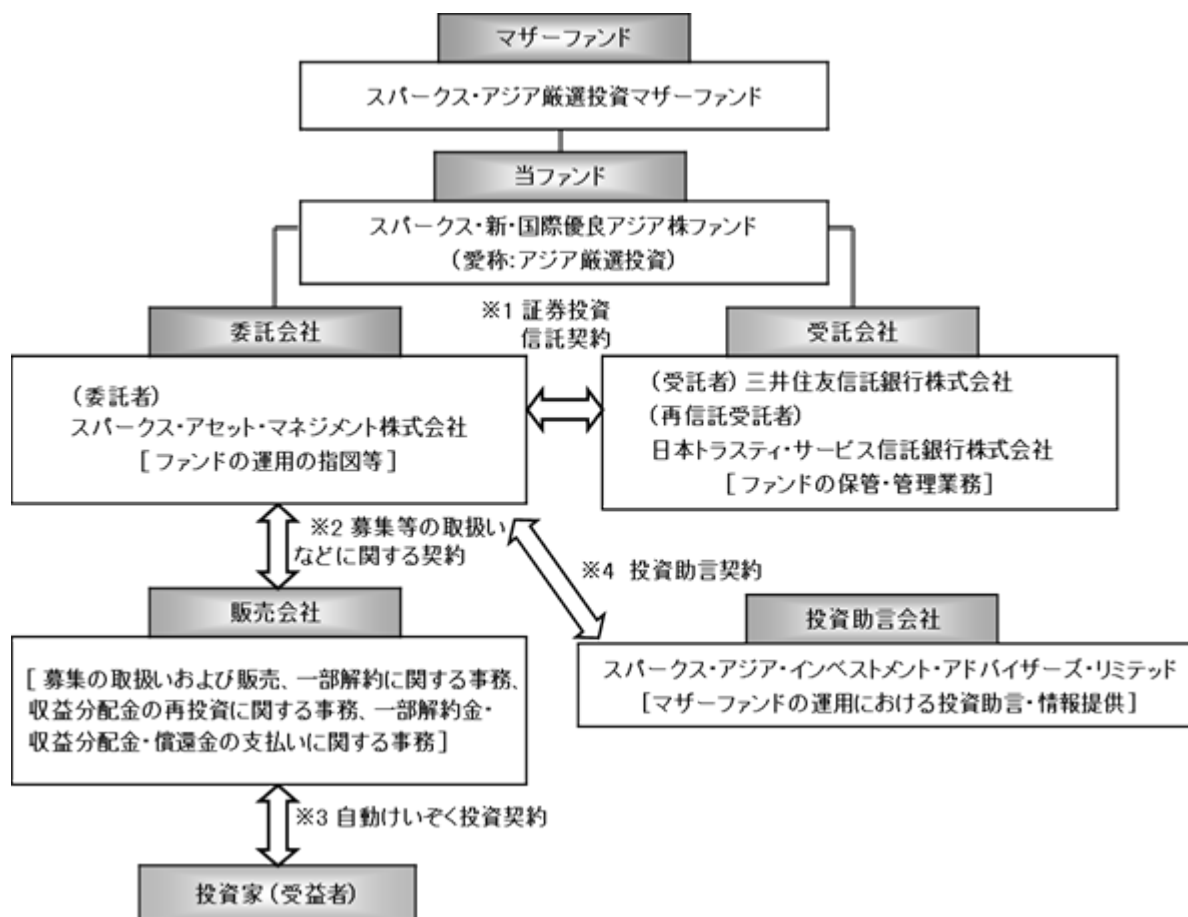 マザーファンド
スパークス・アジア厳選投資マザーファンド
当ファンド
スパークス・新・国際優良アジア株ファンド
(愛称:アジア厳選投資)
※1 証券投資
信託契約
委託会社
(委託者)
スパークス・アセット・マネジメント株式会社
[ファンドの運用の指図等]
受託会社
(受託者) 三井住友信託銀行株式会社
(再信託受託者)
日本トラスティ・サービス信託銀行株式会社
[ファンドの保管・管理業務]
※2 募集等の取扱い
などに関する契約
※4 投資助言契約
販売会社
[募集の取扱いおよび販売、一部解約に関する事務、
収益分配金の再投資に関する事務、一部解約金・
収益分配金・償還金の支払いに関する事務]
投資助言会社
スパークス・アジア・インベストメント・アドバイザーズ・リミテッド
[マザーファンドの運用における投資助言・情報提供]
※3 自動けいぞく投資契約
投資家(受益者)